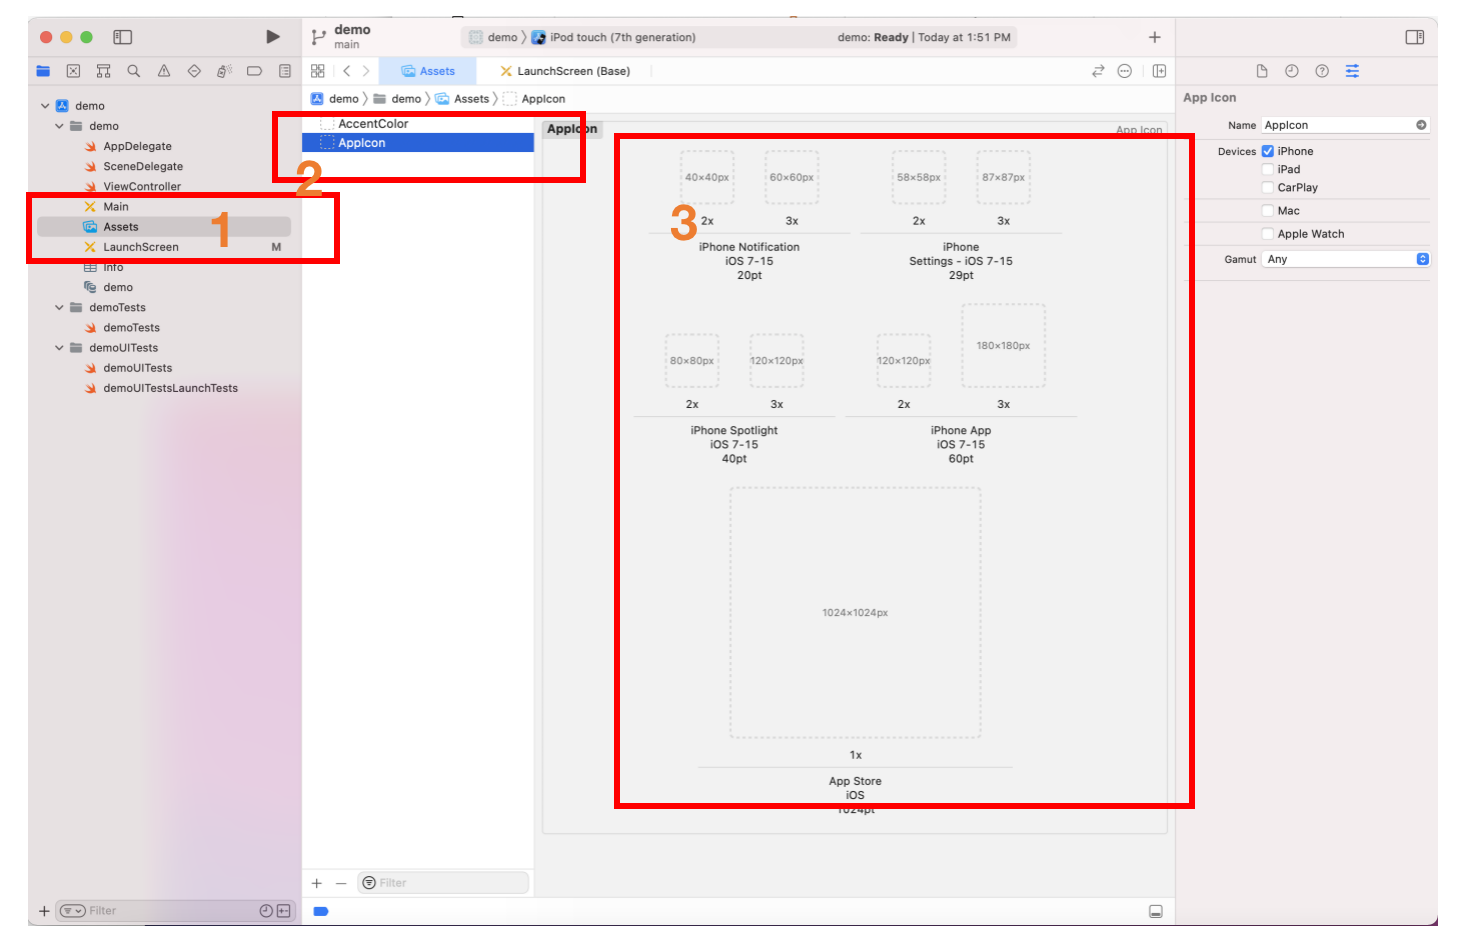 demo
main
demo 〉 iPod touch (7th generation)
demo: Ready | Today at 1:51 PM
Assets
LaunchScreen (Base)
demo 〉 demo 〉 Assets 〉 AppIcon
demo
demo
AppDelegate
SceneDelegate
ViewController
Main
Assets
LaunchScreen M
Info
demo
demoTests
demoTests
demoUITests
demoUITests
demoUITestsLaunchTests
Filter
1
2
3
AccentColor
AppIcon
Filter
AppIcon
App Icon
40×40px 60×60px 58×58px 87×87px
2x 3x 2x 3x
iPhone Notification
iOS 7-15
20pt
iPhone
Settings - iOS 7-15
29pt
80×80px 120×120px 120×120px 180×180px
2x 3x 2x 3x
iPhone Spotlight
iOS 7-15
40pt
iPhone App
iOS 7-15
60pt
1024×1024px
1x
App Store
iOS
1024pt
App Icon
Name AppIcon
Devices iPhone
iPad
CarPlay
Mac
Apple Watch
Gamut Any